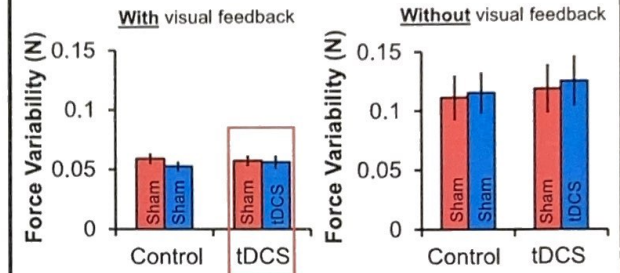 With visual feedback
Force Variability (N)
0.15
0.1
0.05
0
Sham
Sham
Sham
tDCS
Control
tDCS
Without visual feedback
Force Variability (N)
0.15
0.1
0.05
0
Sham
Sham
Sham
tDCS
Control
tDCS